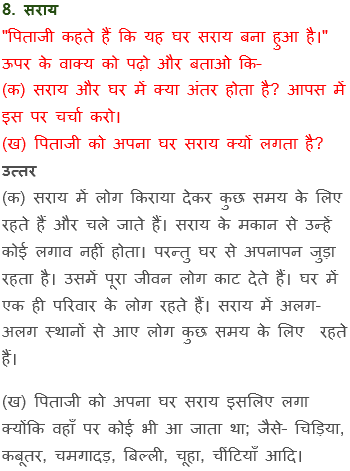 8. सराय
"पिताजी कहते हैं कि यह घर सराय बना हुआ है।"
ऊपर के वाक्य को पढ़ो और बताओ कि-
(क) सराय और घर में क्या अंतर होता है? आपस में
इस पर चर्चा करो।
(ख) पिताजी को अपना घर सराय क्यों लगता है?
उत्तर
(क) सराय में लोग किराया देकर कुछ समय के लिए
रहते हैं और चले जाते हैं। सराय के मकान से उन्हें
कोई लगाव नहीं होता। परन्तु घर से अपनापन जुड़ा
रहता है। उसमें पूरा जीवन लोग काट देते हैं। घर में
एक ही परिवार के लोग रहते हैं। सराय में अलग-
अलग स्थानों से आए लोग कुछ समय के लिए रहते
हैं।
(ख) पिताजी को अपना घर सराय इसलिए लगा
क्योंकि वहाँ पर कोई भी आ जाता था; जैसे- चिड़िया,
कबूतर, चमगादड़, बिल्ली, चूहा, चींटियाँ आदि।